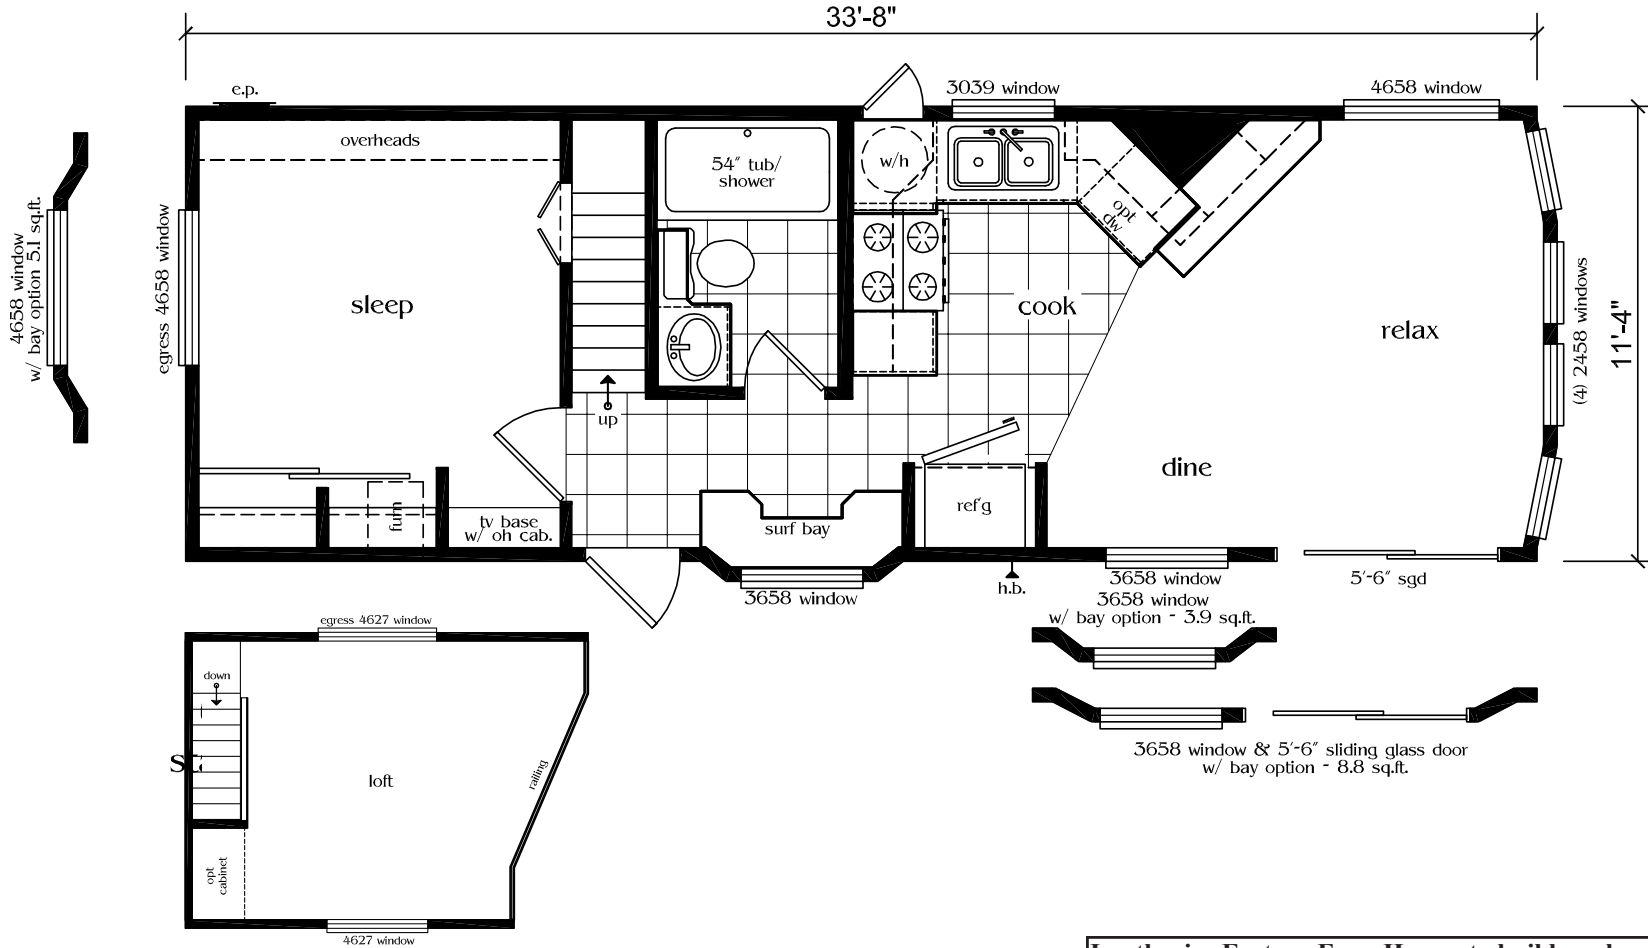 33'-8"
e.p.
3039 window
4658 window
overheads
w/h
54" tub/
shower
opt
dw
4658 window
w/ bay option 5.1 sq.ft.
egress 4658 window
sleep
cook
relax
(4) 2458 windows
11'-4"
up
dine
furn
tv base
w/ oh cab.
surf bay
ref'g
3658 window
h.b.
3658 window
5'-6" sgd
3658 window
w/ bay option - 3.9 sq.ft.
egress 4627 window
down
loft
railing
opt
cabinet
4627 window
3658 window & 5'-6" sliding glass door
w/ bay option - 8.8 sq.ft.